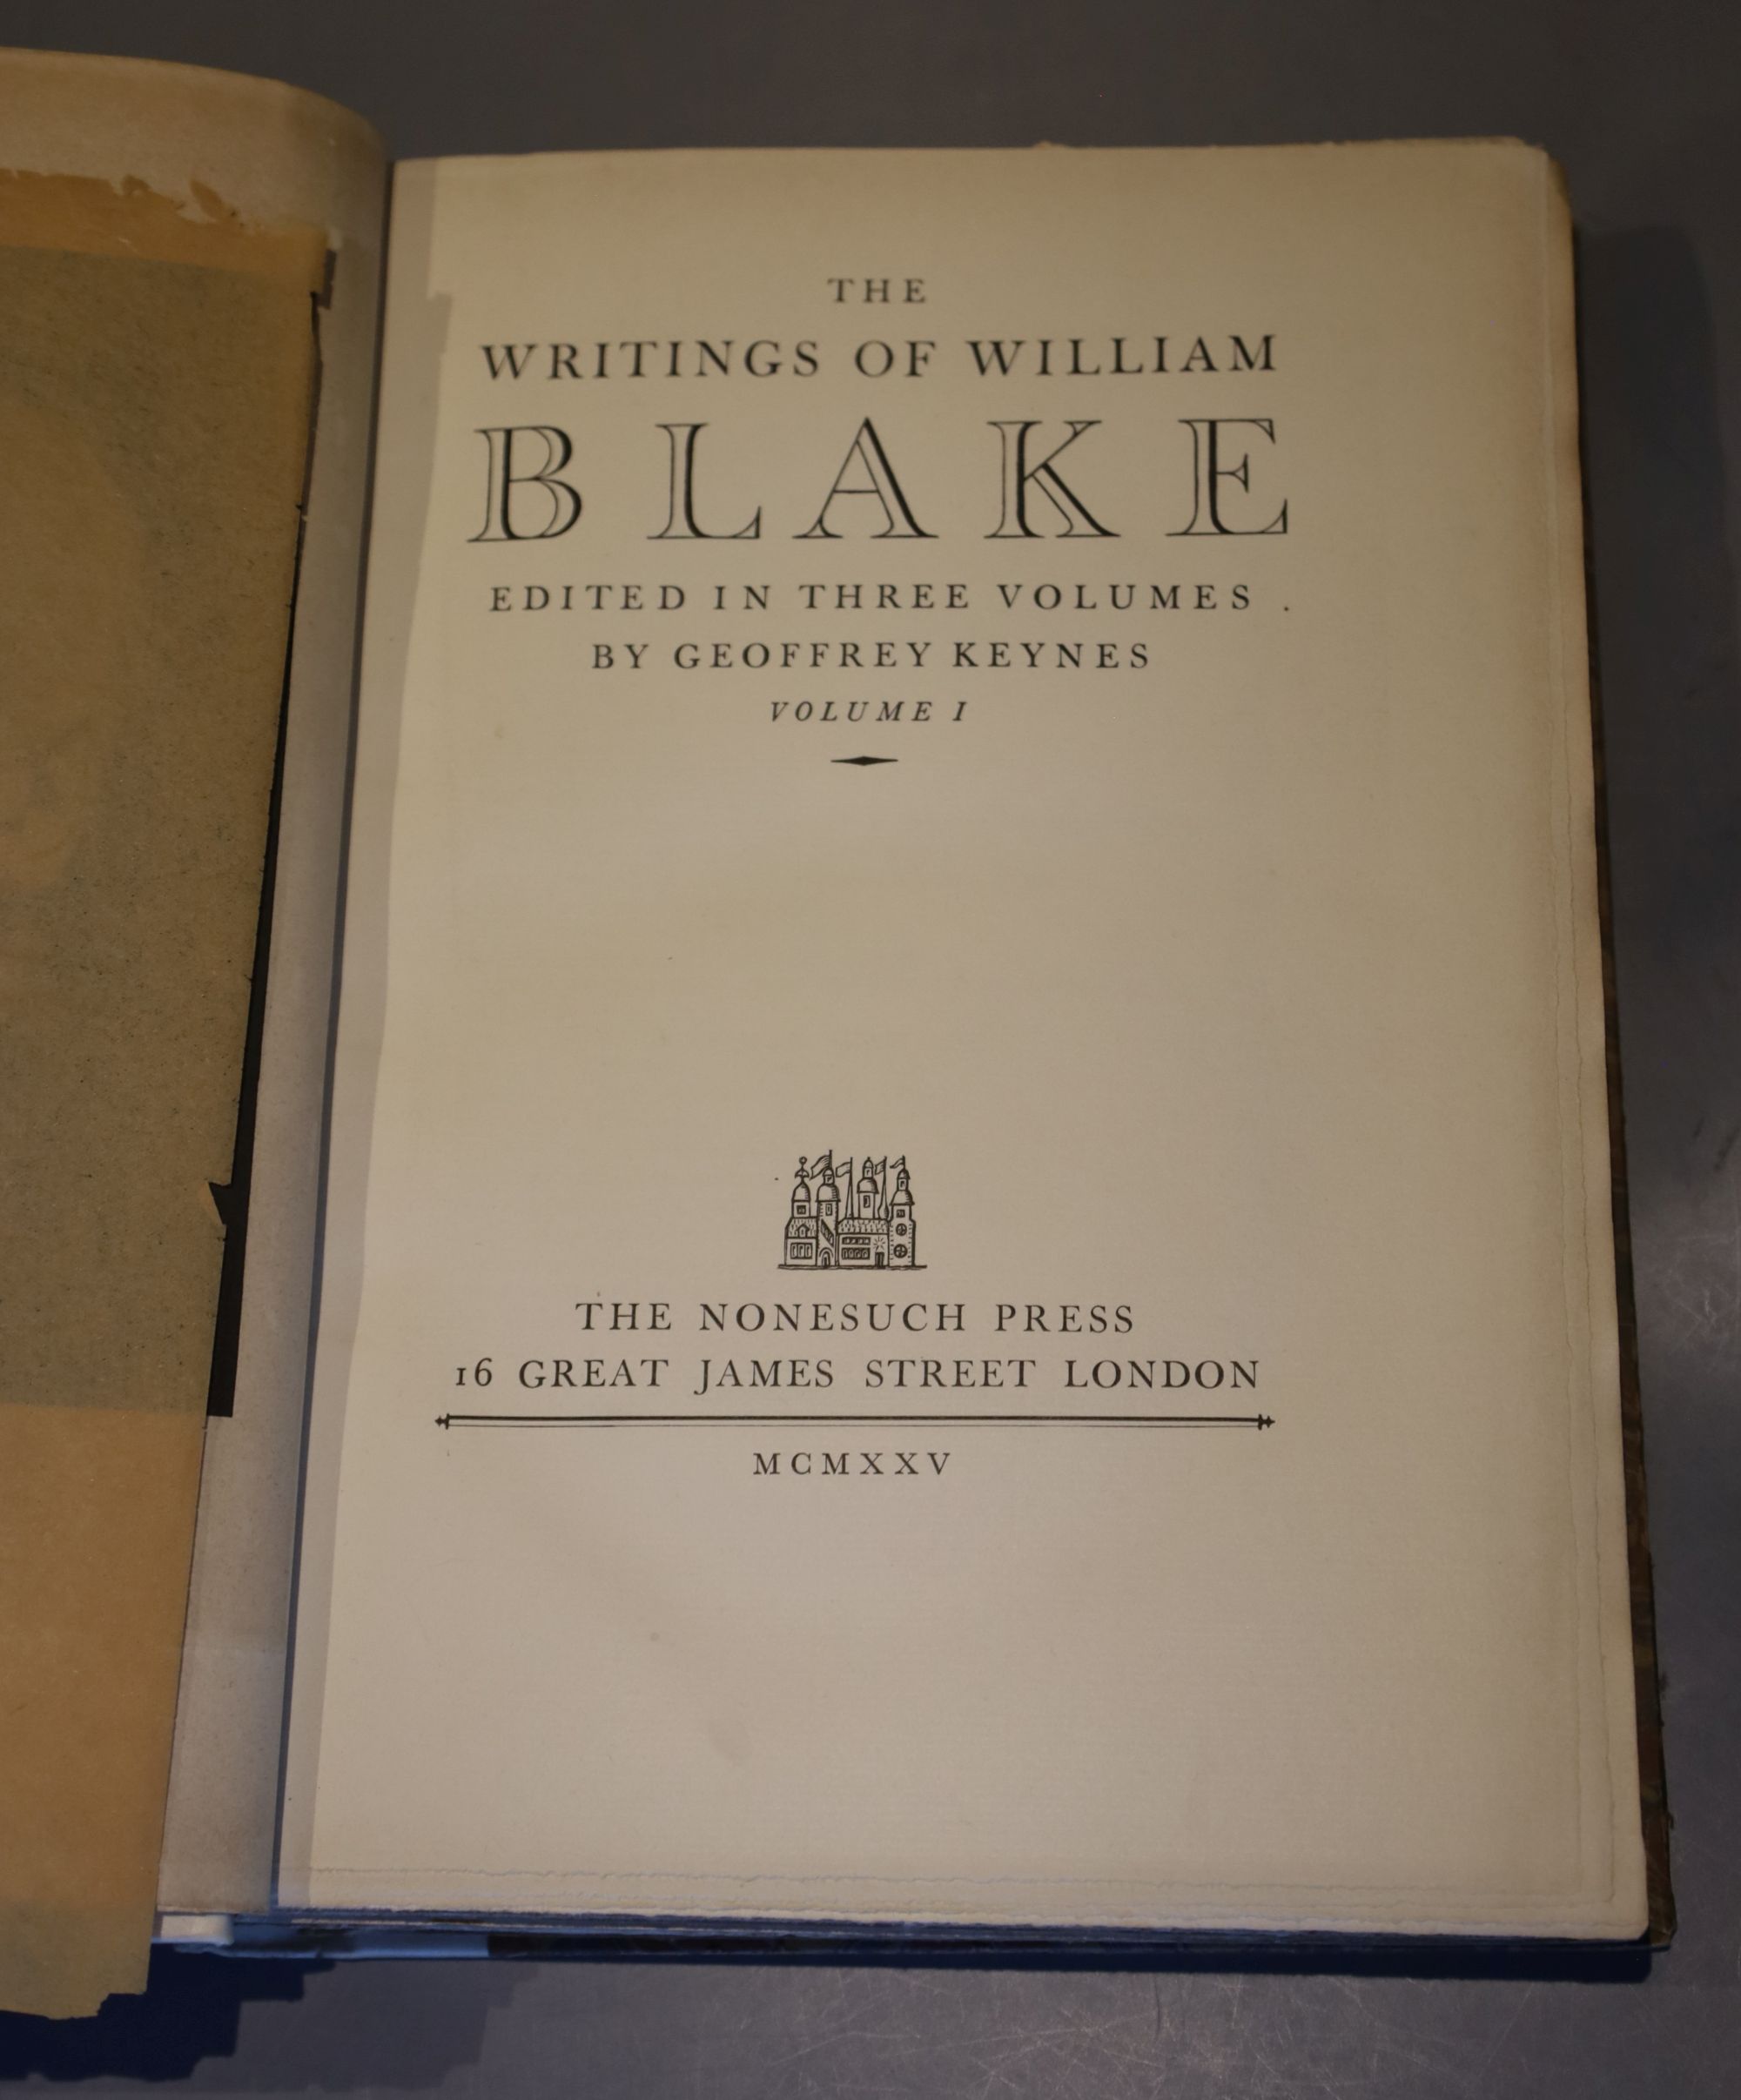 THE
WRITINGS OF WILLIAM
BLAKE
EDITED IN THREE VOLUMES .
BY GEOFFREY KEYNES
VOLUME I
THE NONESUCH PRESS
16 GREAT JAMES STREET LONDON
MCMXXV